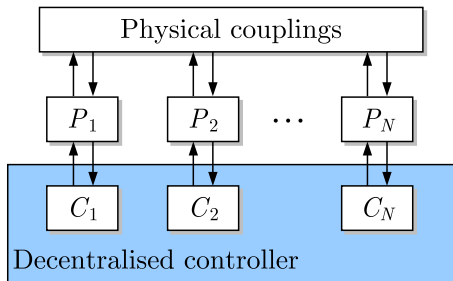 Physical couplings
P1 P2 ... PN
C1 C2 CN
Decentralised controller